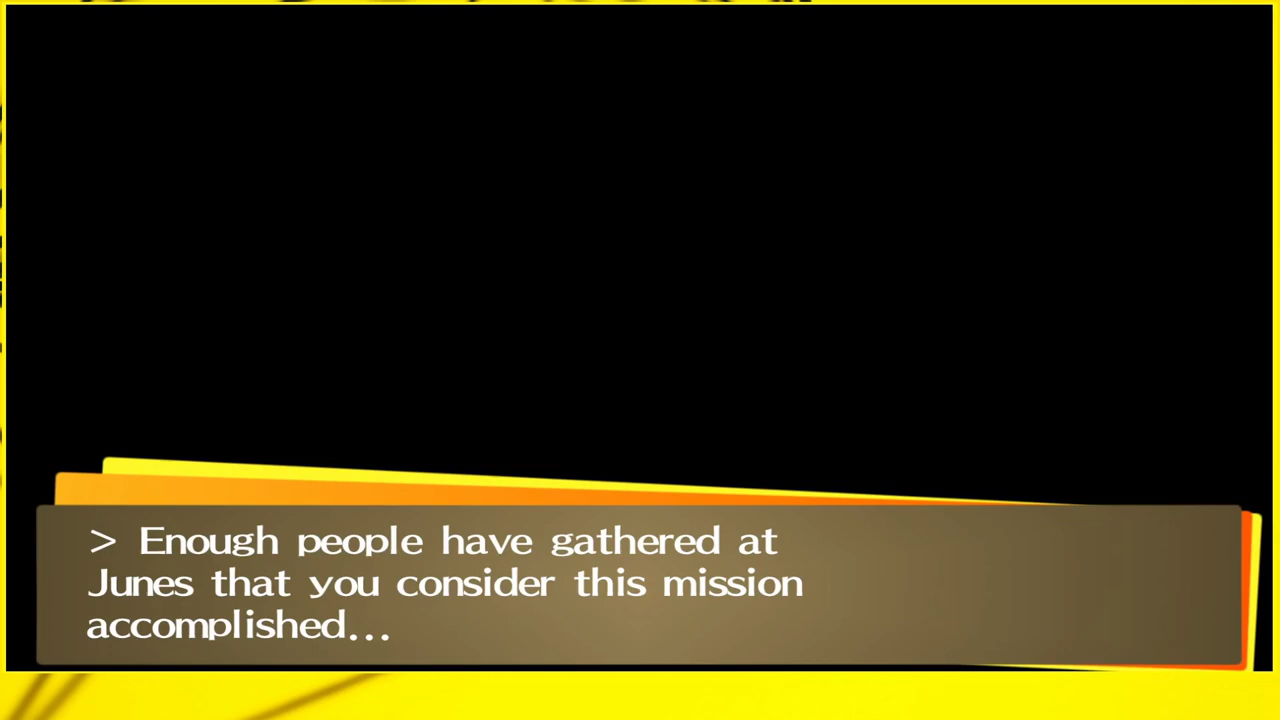 > Enough people have gathered at
Junes that you consider this mission
accomplished...